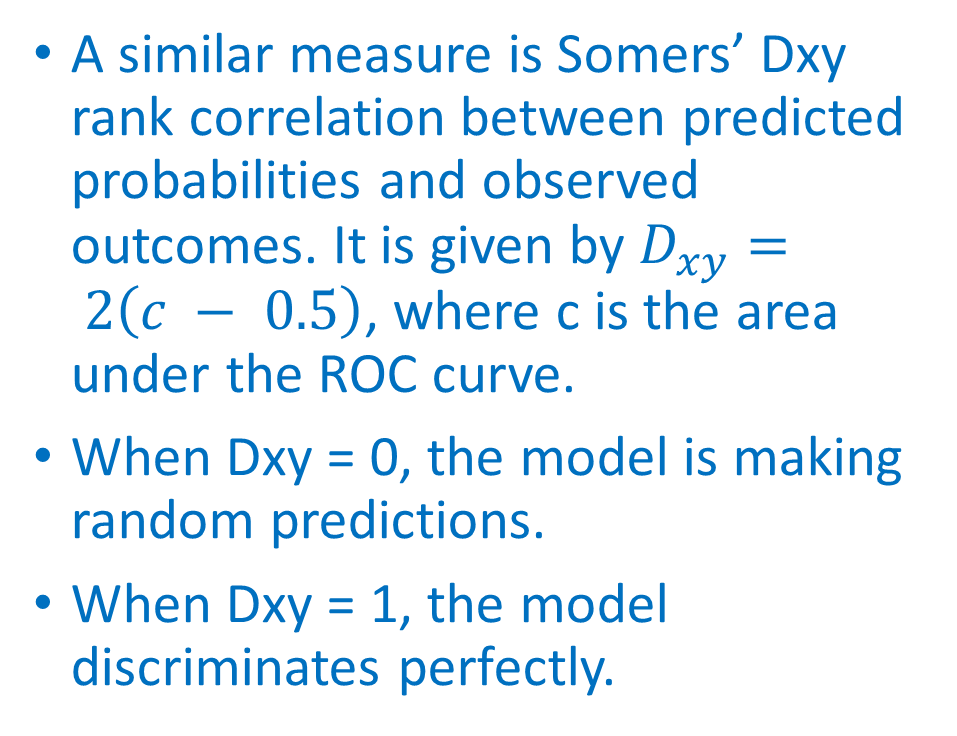 • A similar measure is Somers’ Dxy
rank correlation between predicted
probabilities and observed
outcomes. It is given by 𝐷𝑥𝑦 =
2(𝑐 − 0.5), where c is the area
under the ROC curve.
• When Dxy = 0, the model is making
random predictions.
• When Dxy = 1, the model
discriminates perfectly.